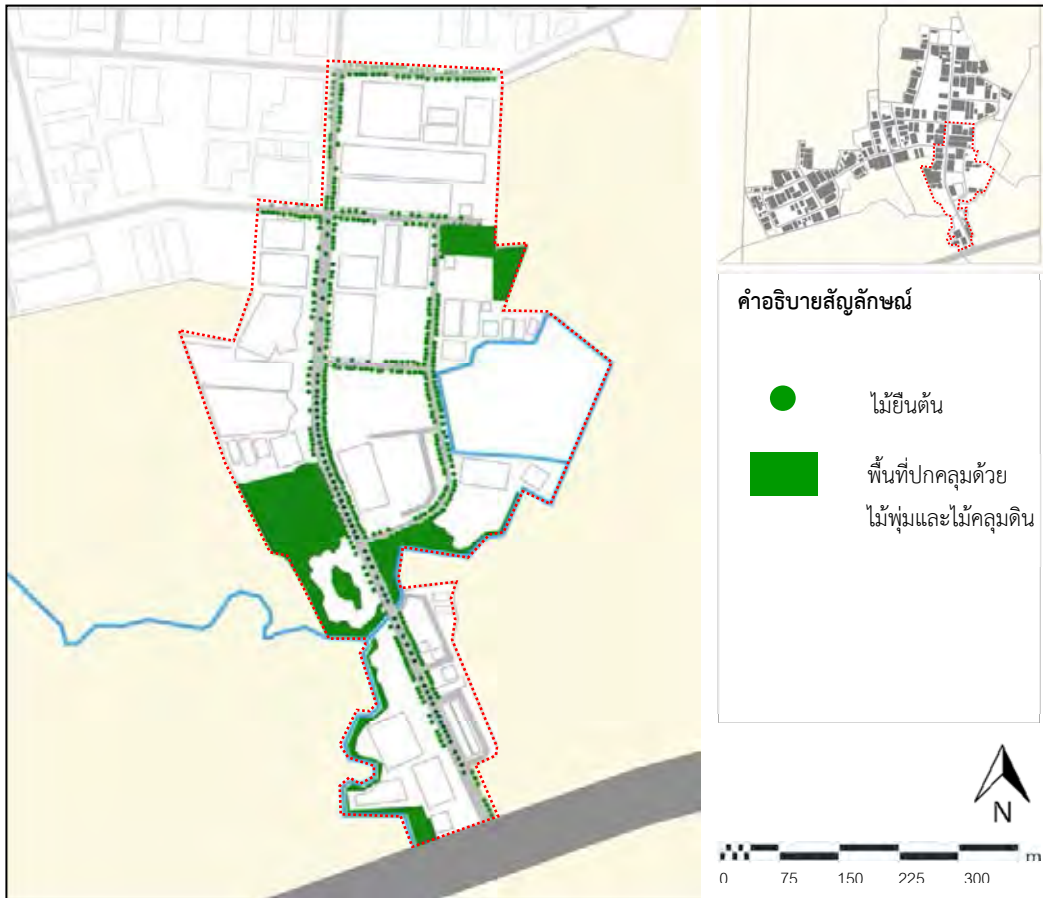 คำอธิบายสัญลักษณ์
ไม้ยืนต้น
พื้นที่ปกคลุมด้วย
ไม้พุ่มและไม้คลุมดิน
N
m
0 75 150 225 300